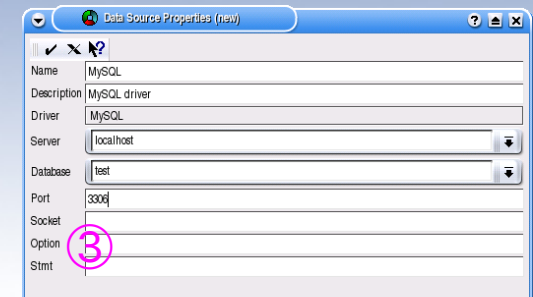 Data Source Properties (new)
Name MySQL
Description MySQL driver
Driver MySQL
Server localhost
Database test
Port 3306
Socket
Option
③
Stmt